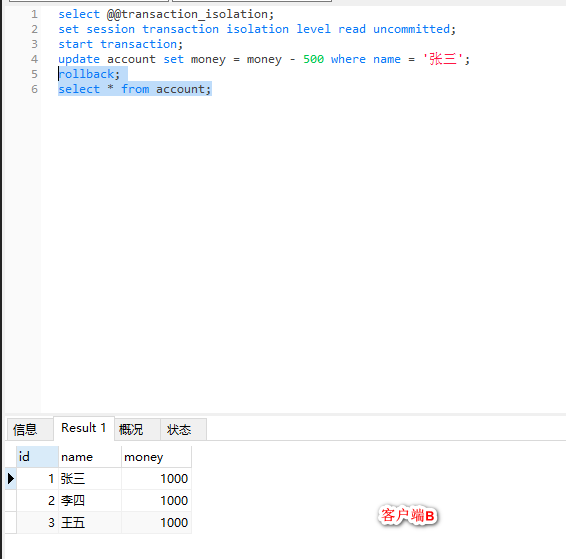 1 select @@transaction_isolation;
2 set session transaction isolation level read uncommitted;
3 start transaction;
4 update account set money = money - 500 where name = '张三';
5 rollback;
6 select * from account;
信息 Result 1 概况 状态
id name money
1 张三 1000
2 李四 1000
3 王五 1000
客户端B